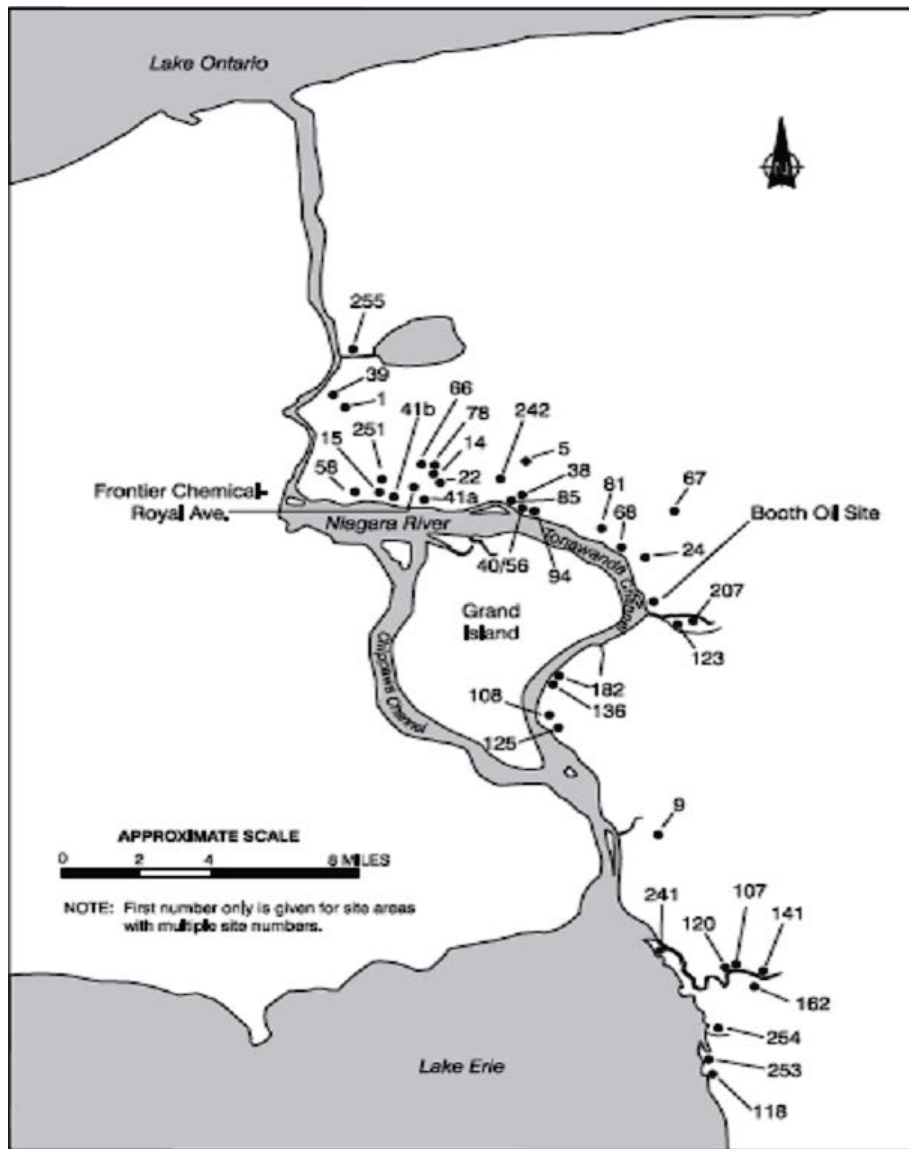 Lake Ontario
N
255
39
1
66
41b
78
242
251
14
5
15
22
38
58
41a
85
81
67
Frontier Chemical-
Royal Ave.
68
Booth Oil Site
Niagara River
Tonawanda Channel
24
40/56
94
207
Grand
Island
123
Chippawa Channel
182
108
136
125
9
APPROXIMATE SCALE
0 2 4 8 MILES
NOTE: First number only is given for site areas
with multiple site numbers.
241
107
120
141
162
254
Lake Erie
253
118